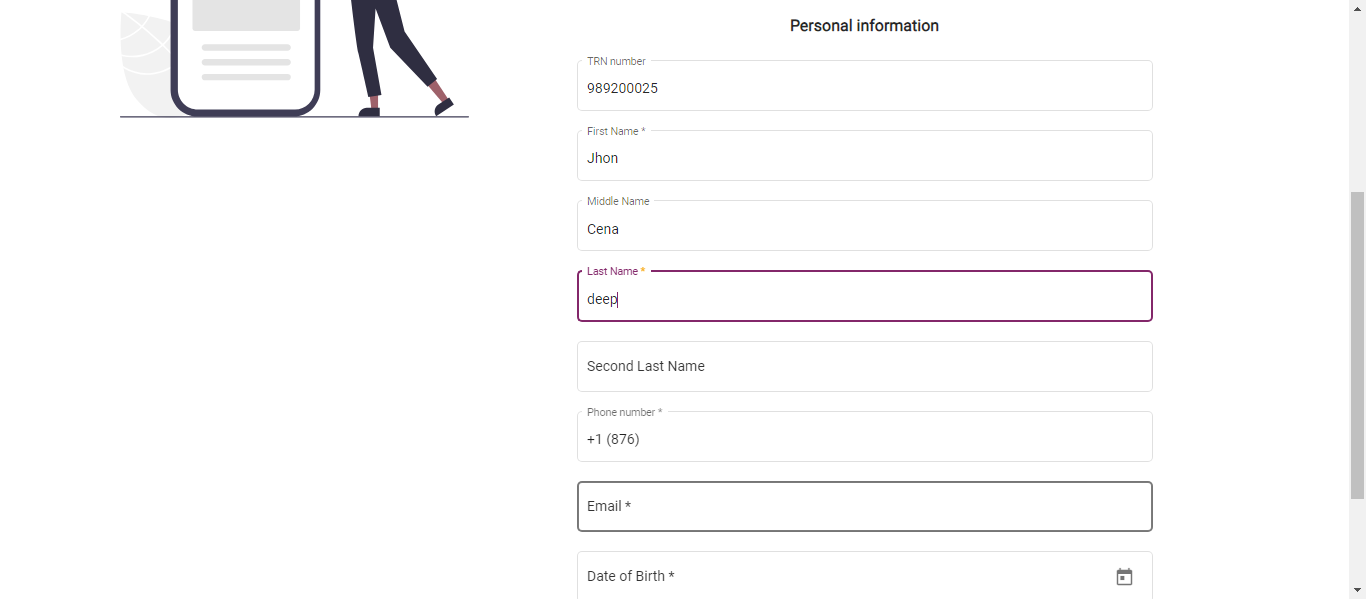 Personal information
TRN number
989200025
First Name *
Jhon
Middle Name
Cena
Last Name *
deep
Second Last Name
Phone number *
+1 (876)
Email *
Date of Birth *